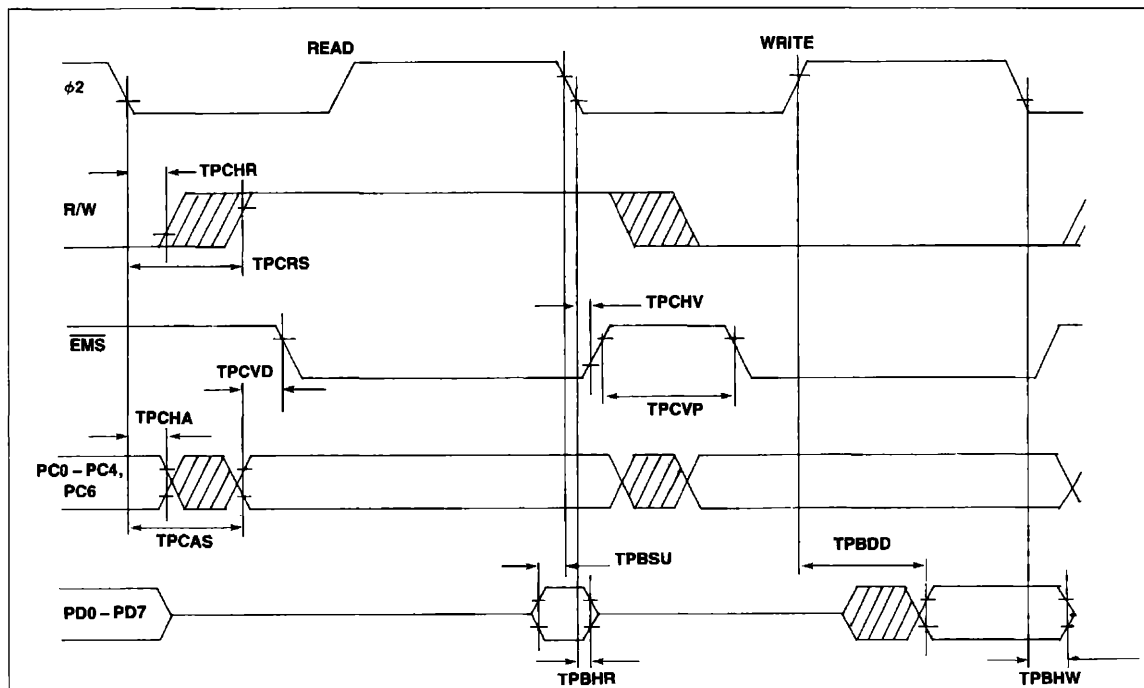 READ
WRITE
ϕ2
TPCHR
R/W
TPCRS
TPCHV
EMS
TPCVD
TPCVP
TPCHA
PC0 – PC4,
PC6
TPCAS
TPBSU
TPBDD
PD0 – PD7
TPBHR
TPBHW